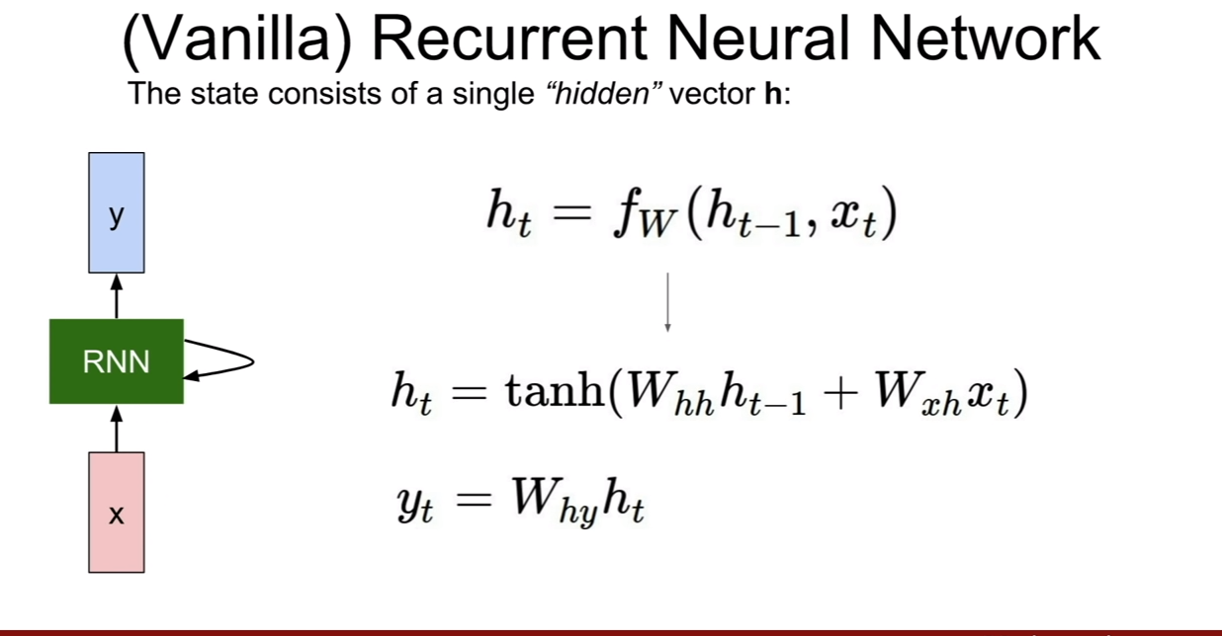 (Vanilla) Recurrent Neural Network
The state consists of a single “hidden” vector h:
y
RNN
x
h_t = f_W(h_{t−1}, x_t)
h_t = tanh(W_{hh}h_{t−1} + W_{xh}x_t)
y_t = W_{hy}h_t